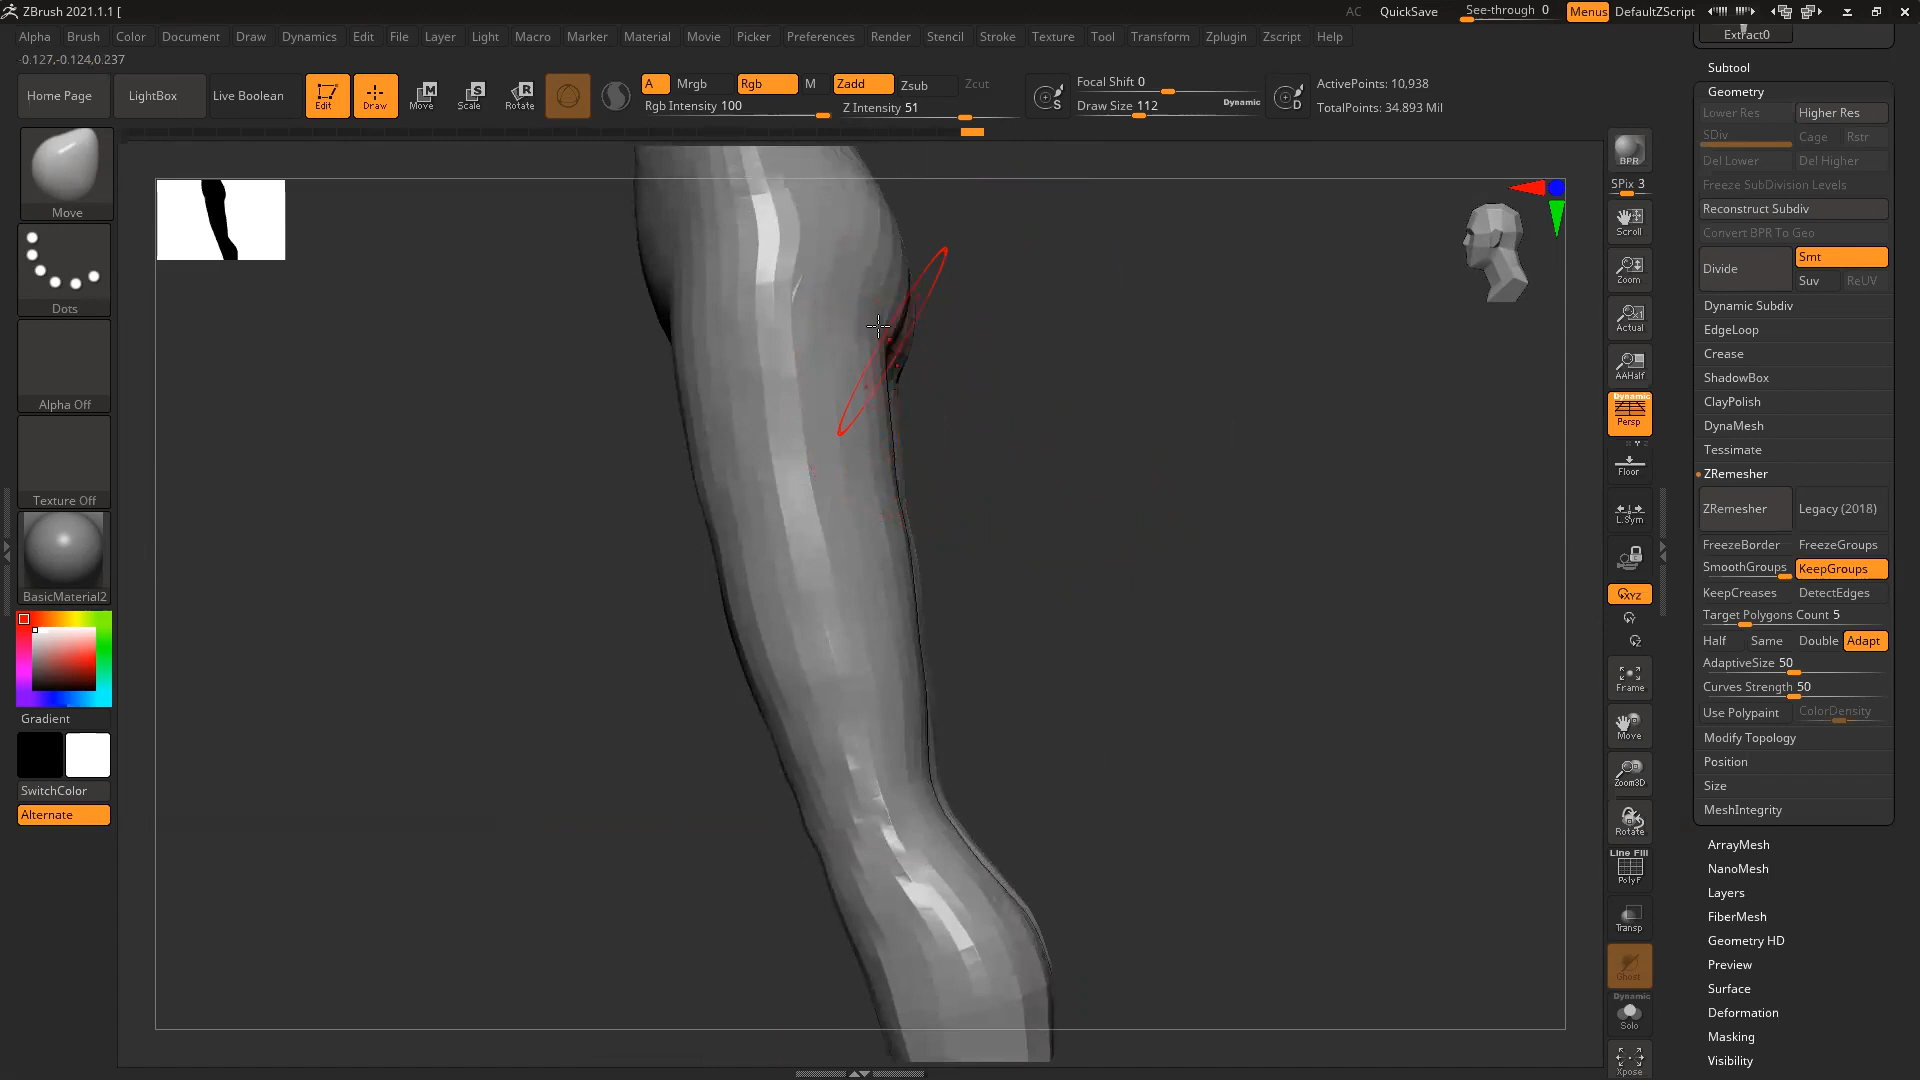 ZBrush 2021.1.1 [
AC QuickSave See-through 0 Menus DefaultZScript
Alpha Brush Color Document Draw Dynamics Edit File Layer Light Macro Marker Material Movie Picker Preferences Render Stencil Stroke Texture Tool Transform Zplugin Zscript Help
-0.127,-0.124,0.237
Home Page LightBox Live Boolean Edit Draw Move Scale Rotate
A Mrgb Rgb M Zadd Zsub Zcut
Rgb Intensity 100 Z Intensity 51
S Focal Shift 0
Draw Size 112 Dynamic D
ActivePoints: 10,938
TotalPoints: 34.893 Mil
Move
Dots
Alpha Off
Texture Off
BasicMaterial2
Gradient
SwitchColor
Alternate
BPR
SPix 3
Scroll
Zoom
Actual
AAHalf
Dynamic
Persp
Floor
L.Sym
XYZ
Frame
Move
Zoom3D
Rotate
Line Fill
PolyF
Transp
Ghost
Dynamic
Solo
Xpose
Extract0
Subtool
Geometry
Lower Res Higher Res
SDiv Cage Rstr
Del Lower Del Higher
Freeze SubDivision Levels
Reconstruct Subdiv
Convert BPR To Geo
Divide Smt
Suv ReUV
Dynamic Subdiv
EdgeLoop
Crease
ShadowBox
ClayPolish
DynaMesh
Tessimate
ZRemesher
ZRemesher Legacy (2018)
FreezeBorder FreezeGroups
SmoothGroups KeepGroups
KeepCreases DetectEdges
Target Polygons Count 5
Half Same Double Adapt
AdaptiveSize 50
Curves Strength 50
Use Polypaint ColorDensity
Modify Topology
Position
Size
MeshIntegrity
ArrayMesh
NanoMesh
Layers
FiberMesh
Geometry HD
Preview
Surface
Deformation
Masking
Visibility